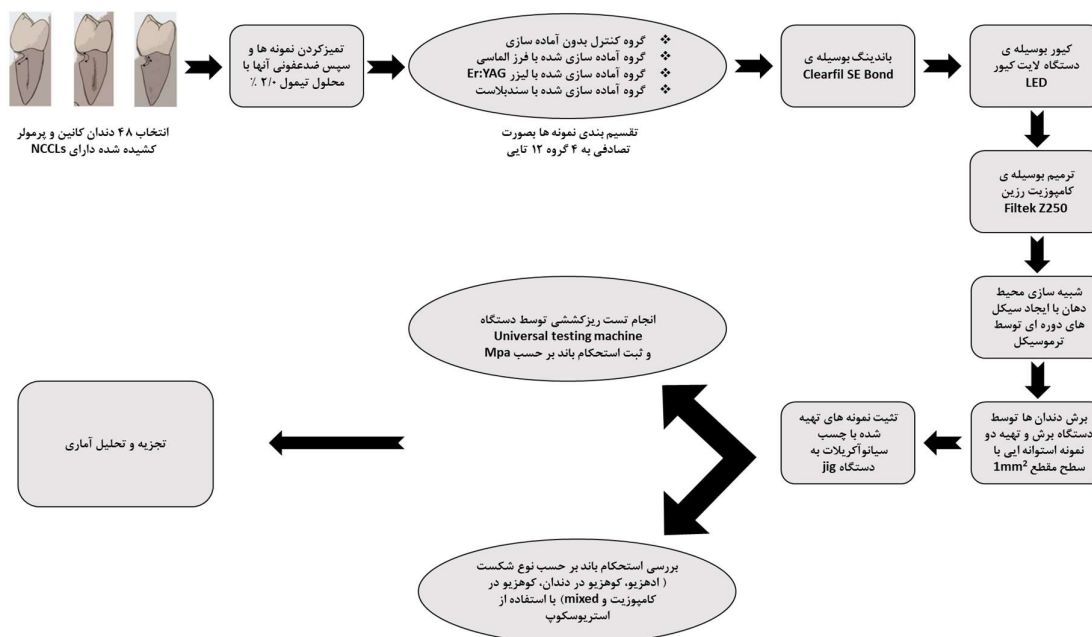 انتخاب ۴۸ دندان کانین و پرمولر
کشیده شده دارای NCCLs
تمیزکردن نمونه ها و
سپس ضدعفونی آنها با
محلول تیمول ۲/۰ ٪
گروه کنترل بدون آماده سازی
گروه آماده سازی شده با فرز الماسی
گروه آماده سازی شده با لیزر Er:YAG
گروه آماده سازی شده با سندبلاست
تقسیم بندی نمونه ها بصورت
تصادفی به ۴ گروه ۱۲ تایی
باندینگ بوسیله ی
Clearfil SE Bond
کیور بوسیله ی
دستگاه لایت کیور
LED
ترمیم بوسیله ی
کامپوزیت رزین
Filtek Z250
شبیه سازی محیط
دهان با ایجاد سیکل
های دوره ای توسط
ترموسیکل
برش دندان ها توسط
دستگاه برش و تهیه دو
نمونه استوانه ایی با
سطح مقطع 1mm²
تثبیت نمونه های تهیه
شده با چسب
سیانوآکریلات به
دستگاه jig
انجام تست ریزکششی توسط دستگاه
Universal testing machine
و ثبت استحکام باند بر حسب Mpa
بررسی استحکام باند بر حسب نوع شکست
( ادهزیو، کوهزیو در دندان، کوهزیو در
کامپوزیت و mixed) با استفاده از
استریوسکوپ
تجزیه و تحلیل آماری